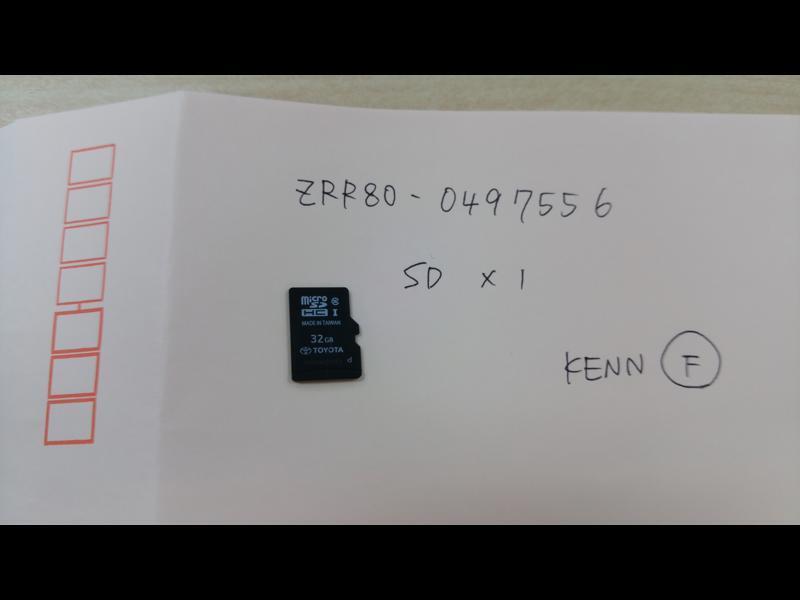 ZRR80-0497556
SD x 1
KENN F
micro SD
HC I
MADE IN TAIWAN
32GB
TOYOTA
d